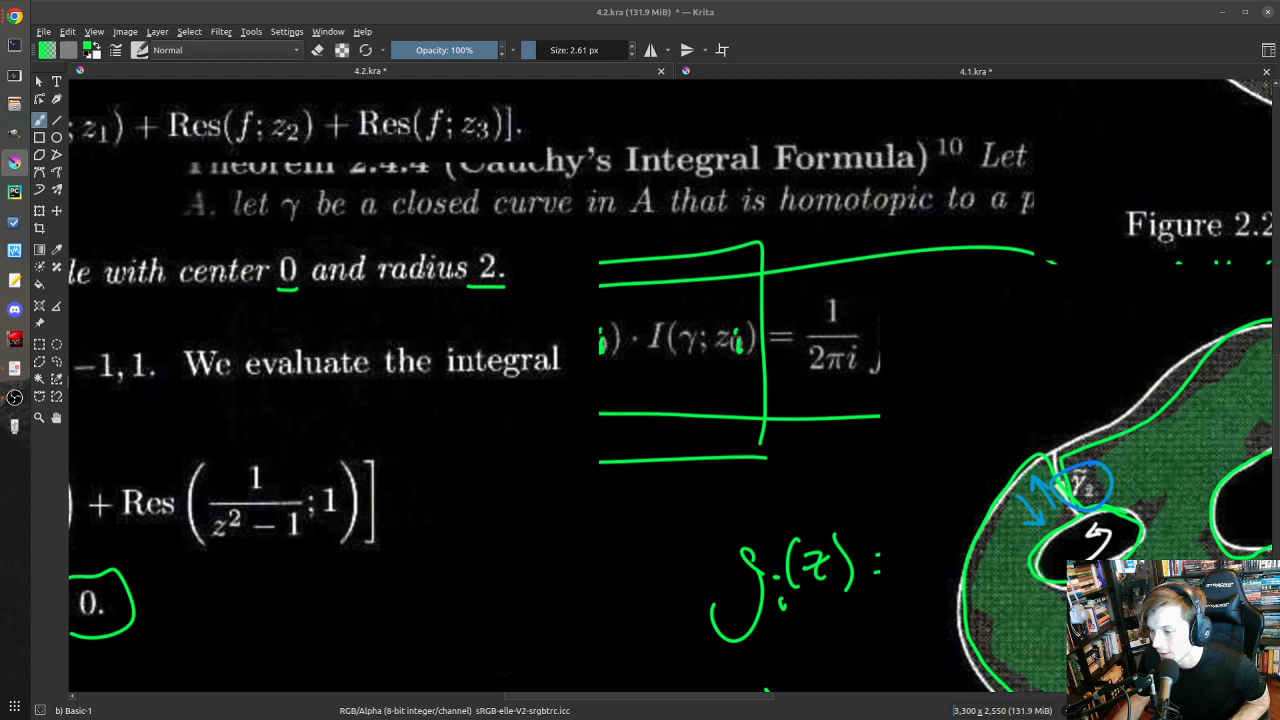 4.2.kra (131.9 MiB) * — Krita
File Edit View Image Layer Select Filter Tools Settings Window Help
Normal Opacity: 100% Size: 2.61 px
4.2.kra * 4.1.kra *
; z₁) + Res(f; z₂) + Res(f; z₃)].
Theorem 2.4.4 (Cauchy's Integral Formula) ¹⁰ Let
A. let γ be a closed curve in A that is homotopic to a p
Figure 2.2
le with center 0 and radius 2.
) · I(γ; zᵢ) = 1/2πi ∫
−1, 1. We evaluate the integral
) + Res (1/(z² − 1); 1)]
γ̃₂
gᵢ(z) :
0.
b) Basic-1 RGB/Alpha (8-bit integer/channel) sRGB-elle-V2-srgbtrc.icc 3,300 x 2,550 (131.9 MiB)